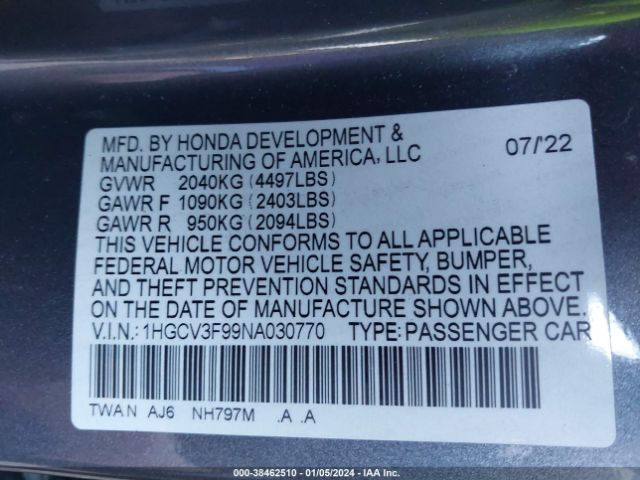 MFD. BY HONDA DEVELOPMENT &
MANUFACTURING OF AMERICA, LLC 07/'22
GVWR 2040KG (4497LBS)
GAWR F 1090KG (2403LBS)
GAWR R 950KG (2094LBS)
THIS VEHICLE CONFORMS TO ALL APPLICABLE
FEDERAL MOTOR VEHICLE SAFETY, BUMPER,
AND THEFT PREVENTION STANDARDS IN EFFECT
ON THE DATE OF MANUFACTURE SHOWN ABOVE.
V.I.N.: 1HGCV3F99NA030770 TYPE: PASSENGER CAR
TWAN AJ6 NH797M .A .A
000-38462510 - 01/05/2024 - IAA Inc.